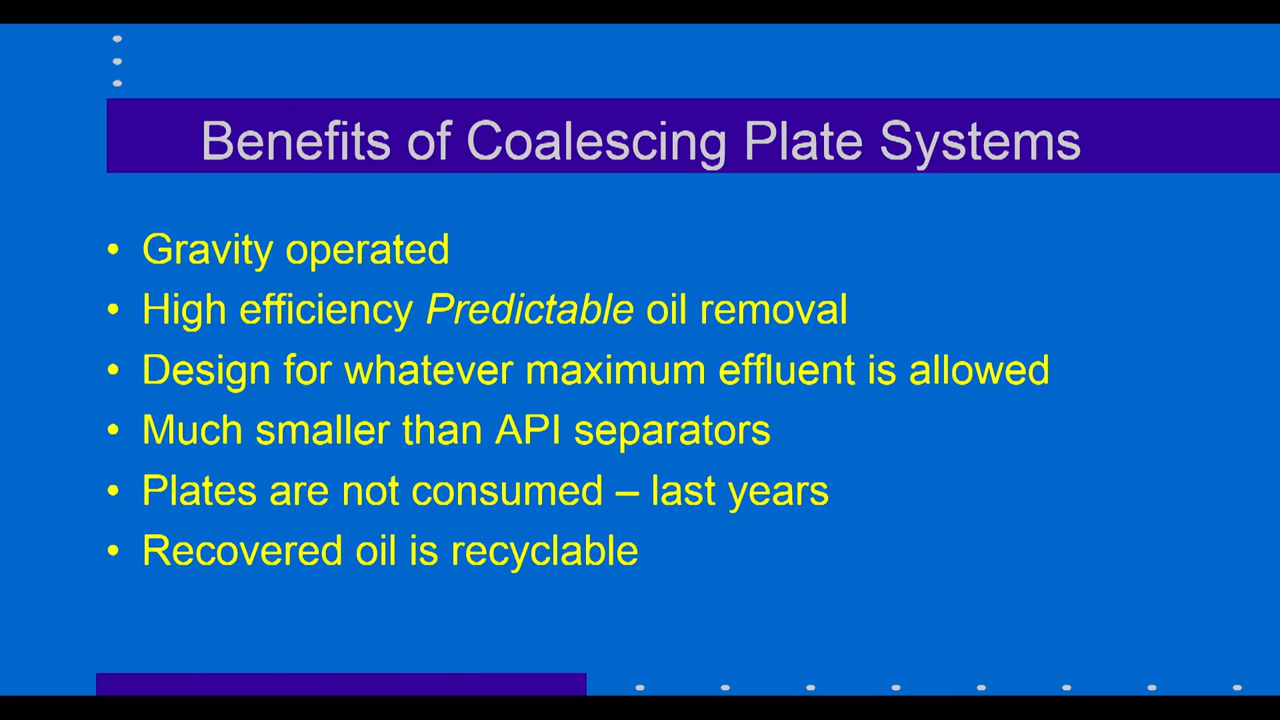 Benefits of Coalescing Plate Systems
• Gravity operated
• High efficiency Predictable oil removal
• Design for whatever maximum effluent is allowed
• Much smaller than API separators
• Plates are not consumed – last years
• Recovered oil is recyclable